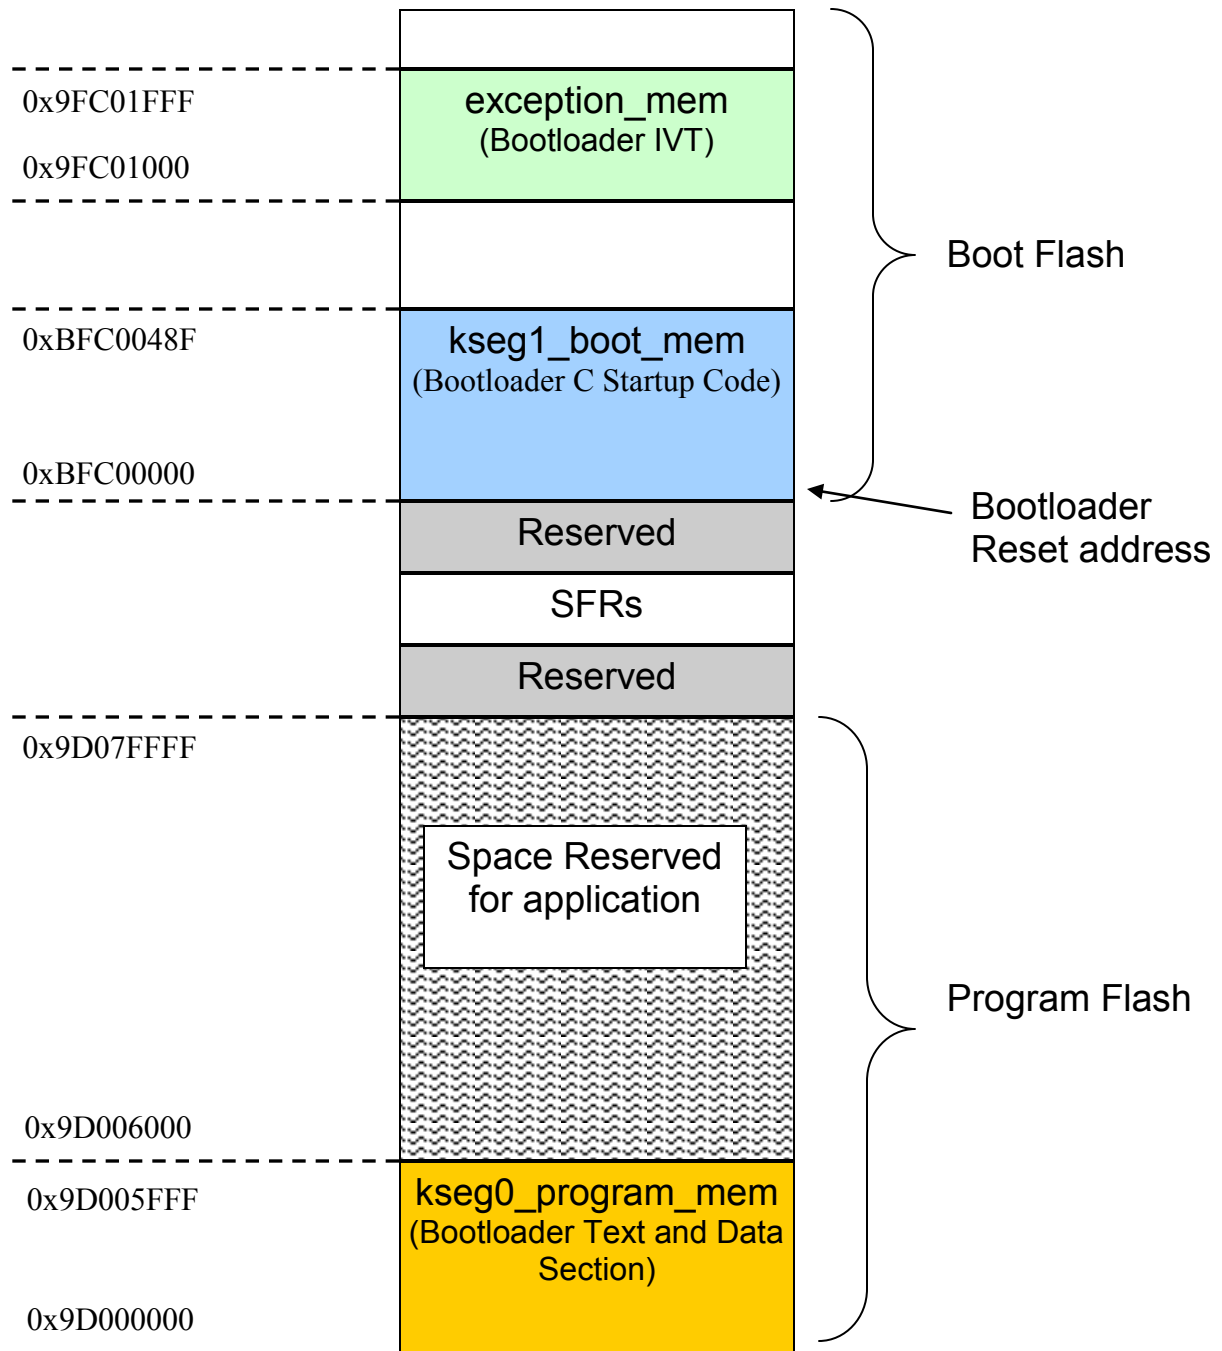 0x9FC01FFF
exception_mem
(Bootloader IVT)
0x9FC01000
Boot Flash
0xBFC0048F
kseg1_boot_mem
(Bootloader C Startup Code)
0xBFC00000
Bootloader
Reset address
Reserved
SFRs
Reserved
0x9D07FFFF
Space Reserved
for application
Program Flash
0x9D006000
0x9D005FFF
kseg0_program_mem
(Bootloader Text and Data
Section)
0x9D000000